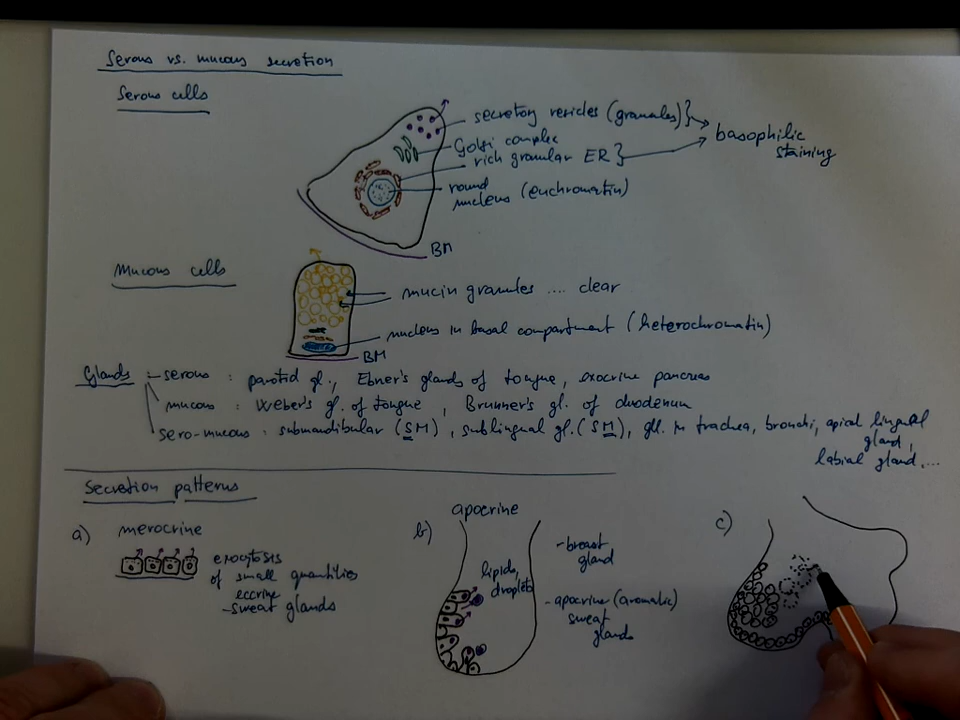 Serous vs. mucous secretion
Serous cells
secretory vesicles (granules)
Golgi complex
rich granular ER
basophilic
staining
round
nucleus (euchromatin)
BM
Mucous cells
mucin granules .... clear
nucleus in basal compartment (heterochromatin)
BM
Glands - serous : parotid gl., Ebner's glands of tongue, exocrine pancreas
mucous : Weber's gl. of tongue, Brunner's gl. of duodenum
sero-mucous : submandibular (SM), sublingual gl. (SM), gll. in trachea, bronchi, apical lingual
gland,
labial gland,...
Secretion patterns
a) merocrine
exocytosis
of small quantities
eccrine
- sweat glands
b) apocrine
lipids,
droplets
- breast
gland
- apocrine (aromatic)
sweat
glands
c)